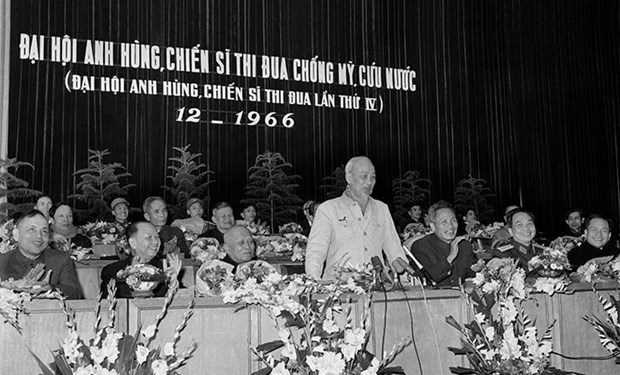 ĐẠI HỘI ANH HÙNG, CHIẾN SĨ THI ĐUA CHỐNG MỸ, CỨU NƯỚC
(ĐẠI HỘI ANH HÙNG, CHIẾN SĨ THI ĐUA LẦN THỨ IV)
12 - 1966